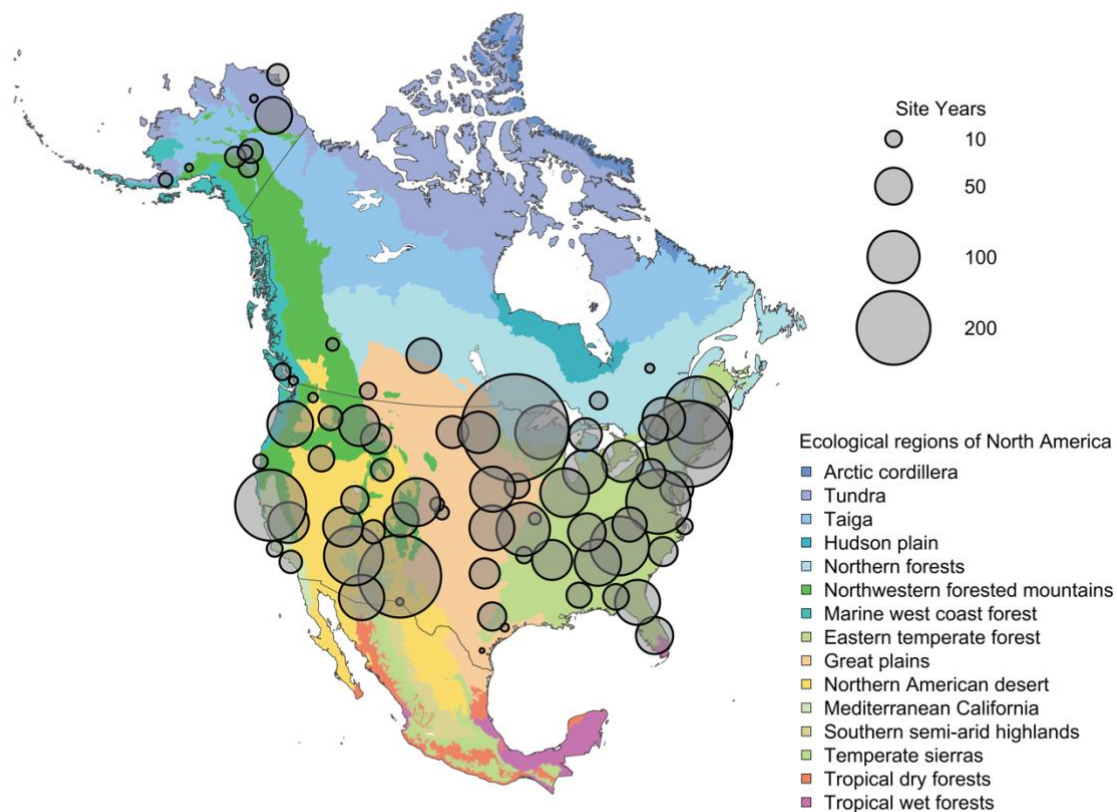 Site Years
10
50
100
200
Ecological regions of North America
Arctic cordillera
Tundra
Taiga
Hudson plain
Northern forests
Northwestern forested mountains
Marine west coast forest
Eastern temperate forest
Great plains
Northern American desert
Mediterranean California
Southern semi-arid highlands
Temperate sierras
Tropical dry forests
Tropical wet forests